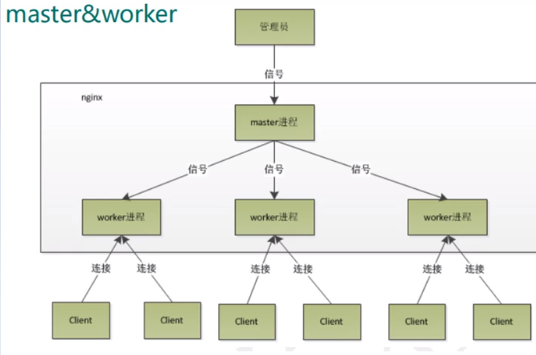 master&worker
管理员
信号
nginx
master进程
信号 信号 信号
worker进程 worker进程 worker进程
连接 连接 连接 连接 连接 连接
Client Client Client Client Client Client